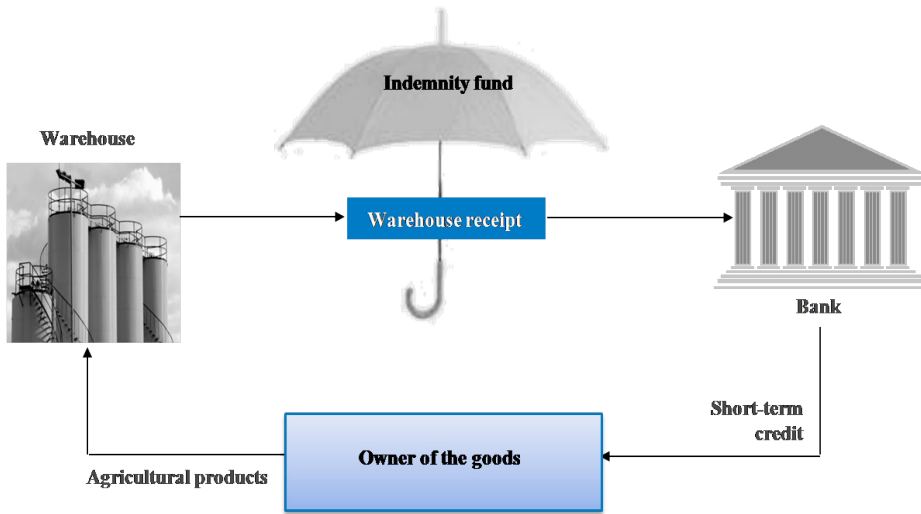 Indemnity fund
Warehouse
Warehouse receipt
Bank
Short-term
credit
Owner of the goods
Agricultural products